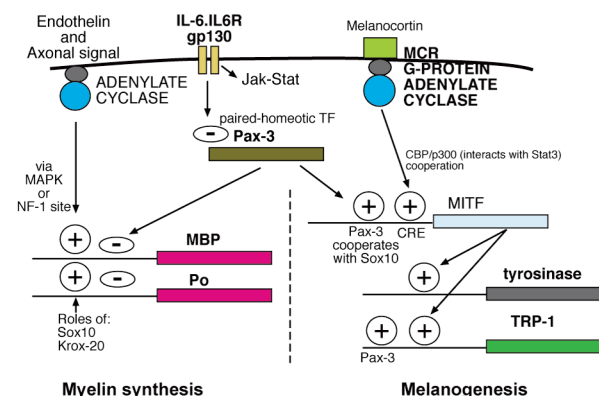 Endothelin
and
Axonal signal
ADENYLATE
CYCLASE
IL-6.IL6R
gp130
Jak-Stat
Melanocortin
MCR
G-PROTEIN
ADENYLATE
CYCLASE
paired-homeotic TF
-
Pax-3
CBP/p300 (interacts with Stat3)
cooperation
via
MAPK
or
NF-1 site
+ -
MBP
+ -
Po
Roles of:
Sox10
Krox-20
+ +
MITF
Pax-3
cooperates
with Sox10
CRE
+
tyrosinase
+ +
TRP-1
Pax-3
Myelin synthesis
Melanogenesis